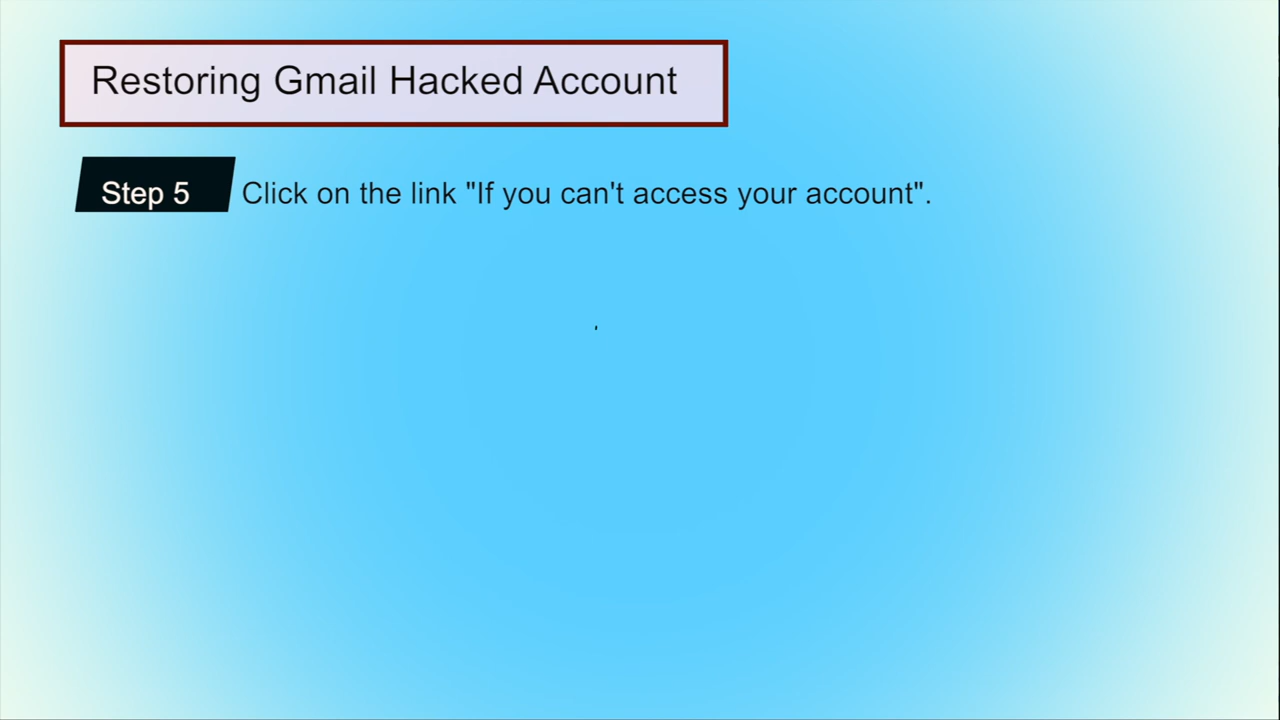 Restoring Gmail Hacked Account
Step 5 Click on the link "If you can't access your account".